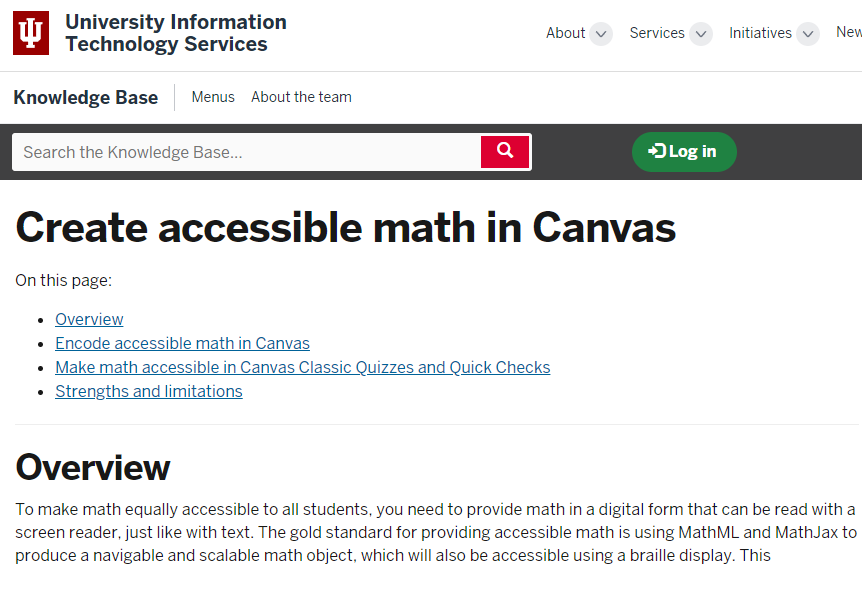 University Information
Technology Services
About
Services
Initiatives
Knowledge Base
Menus
About the team
Search the Knowledge Base...
Log in
Create accessible math in Canvas
On this page:
Overview
Encode accessible math in Canvas
Make math accessible in Canvas Classic Quizzes and Quick Checks
Strengths and limitations
Overview
To make math equally accessible to all students, you need to provide math in a digital form that can be read with a
screen reader, just like with text. The gold standard for providing accessible math is using MathML and MathJax to
produce a navigable and scalable math object, which will also be accessible using a braille display. This